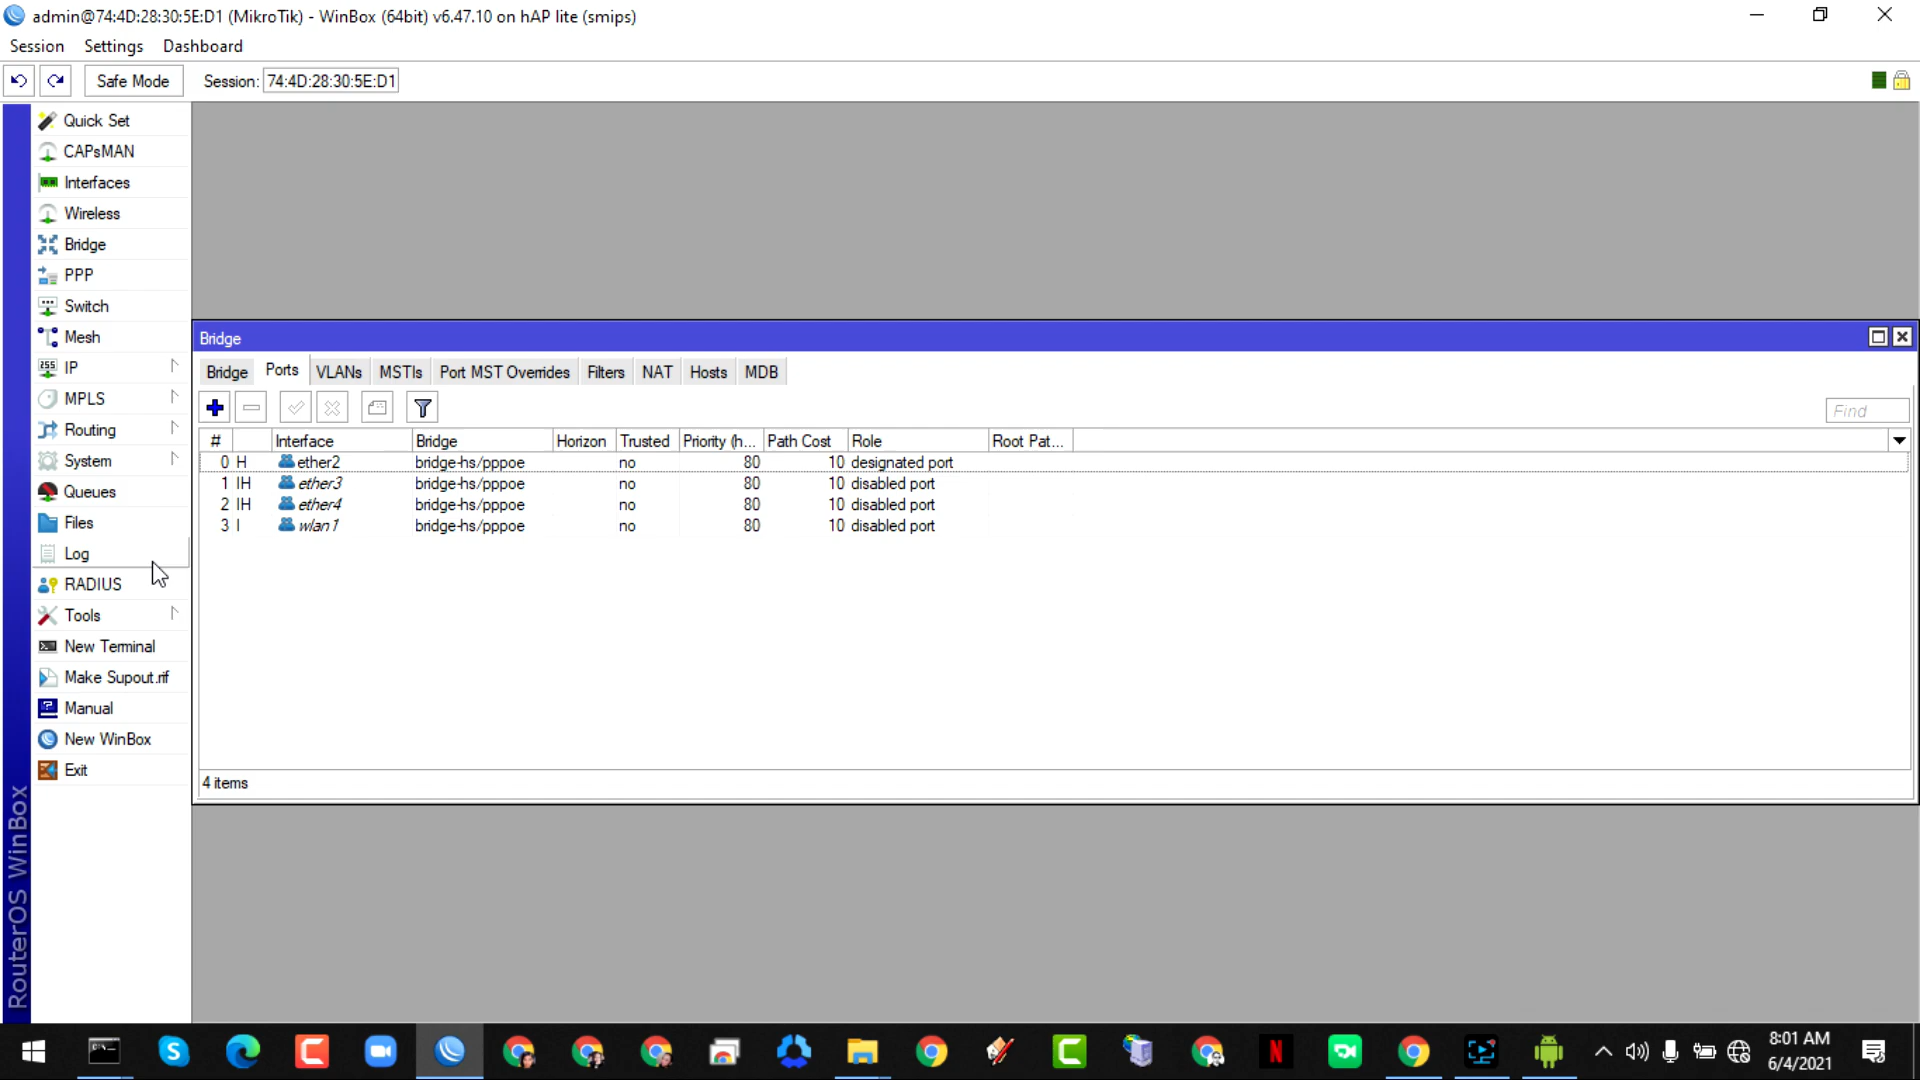 admin@74:4D:28:30:5E:D1 (MikroTik) - WinBox (64bit) v6.47.10 on hAP lite (smips)
Session Settings Dashboard
Safe Mode Session: 74:4D:28:30:5E:D1
Quick Set
CAPsMAN
Interfaces
Wireless
Bridge
PPP
Switch
Mesh
IP
MPLS
Routing
System
Queues
Files
Log
RADIUS
Tools
New Terminal
Make Supout.rif
Manual
New WinBox
Exit
RouterOS WinBox
Bridge
Bridge Ports VLANs MSTIs Port MST Overrides Filters NAT Hosts MDB
Find
# Interface Bridge Horizon Trusted Priority (h... Path Cost Role Root Pat...
0 H ether2 bridge-hs/pppoe no 80 10 designated port
1 IH ether3 bridge-hs/pppoe no 80 10 disabled port
2 IH ether4 bridge-hs/pppoe no 80 10 disabled port
3 I wlan1 bridge-hs/pppoe no 80 10 disabled port
4 items
8:01 AM
6/4/2021